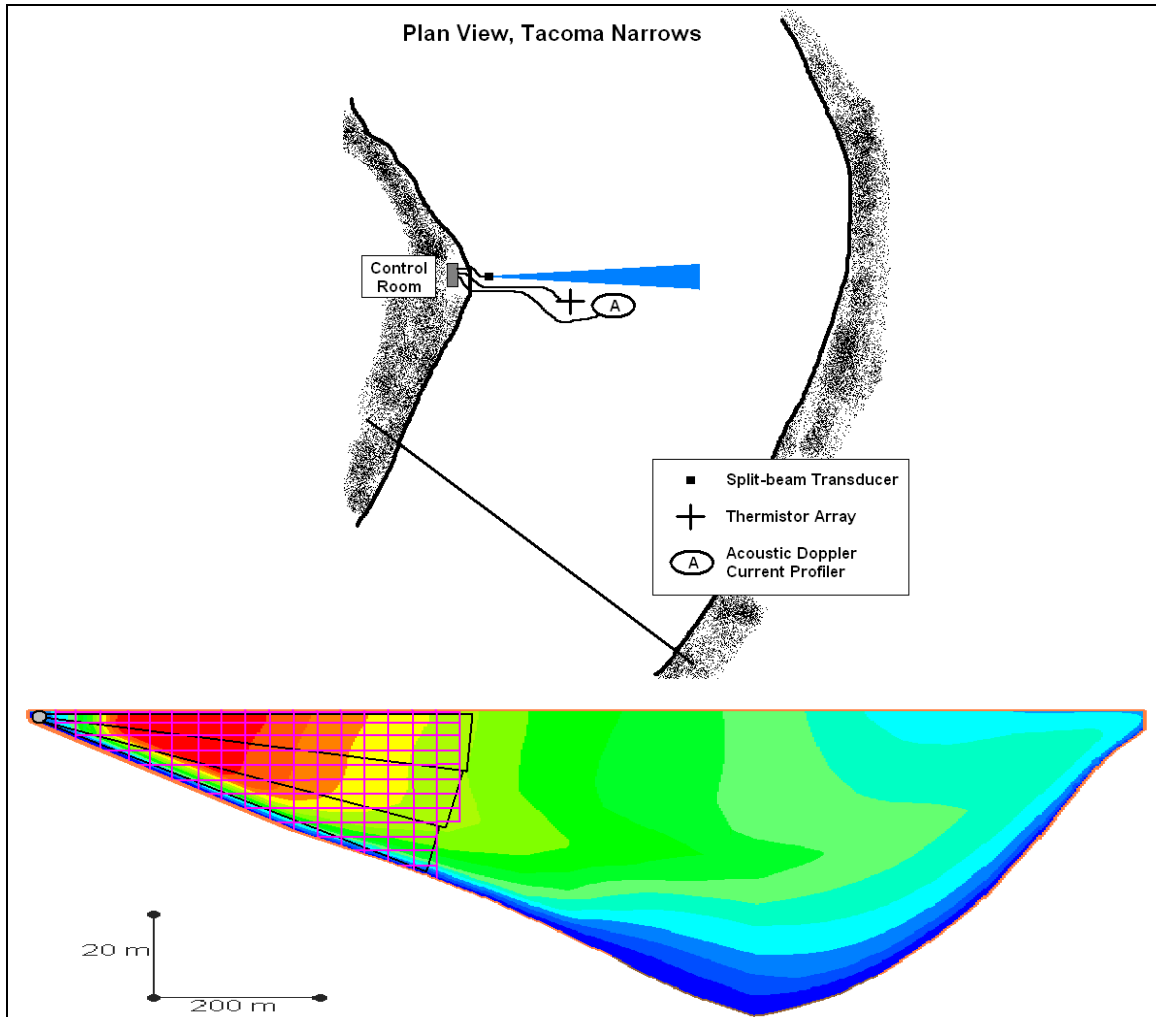 Plan View, Tacoma Narrows
Control
Room
A
Split-beam Transducer
Thermistor Array
A
Acoustic Doppler
Current Profiler
20 m
200 m